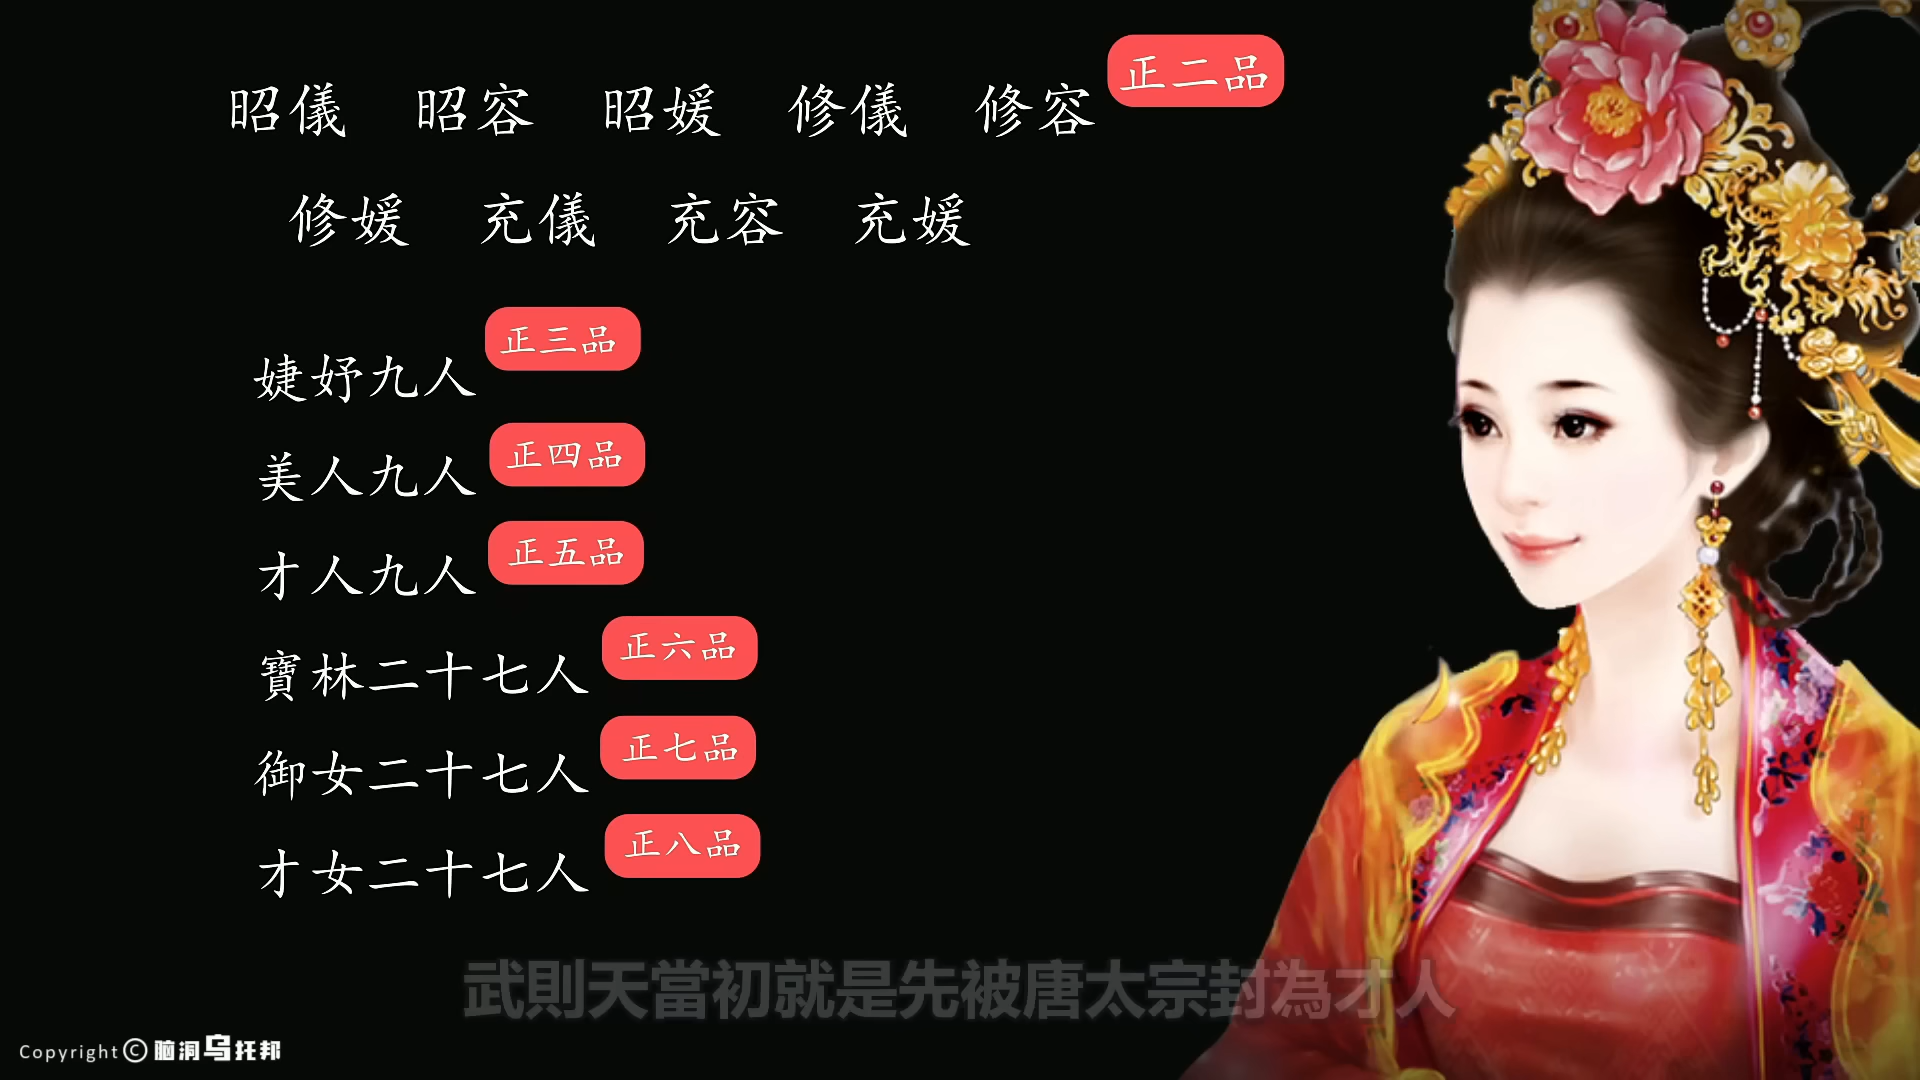 昭儀 昭容 昭媛 修儀 修容 正二品
修媛 充儀 充容 充媛
婕妤九人 正三品
美人九人 正四品
才人九人 正五品
寶林二十七人 正六品
御女二十七人 正七品
才女二十七人 正八品
武則天當初就是先被唐太宗封為才人
Copyright © 脑洞乌托邦